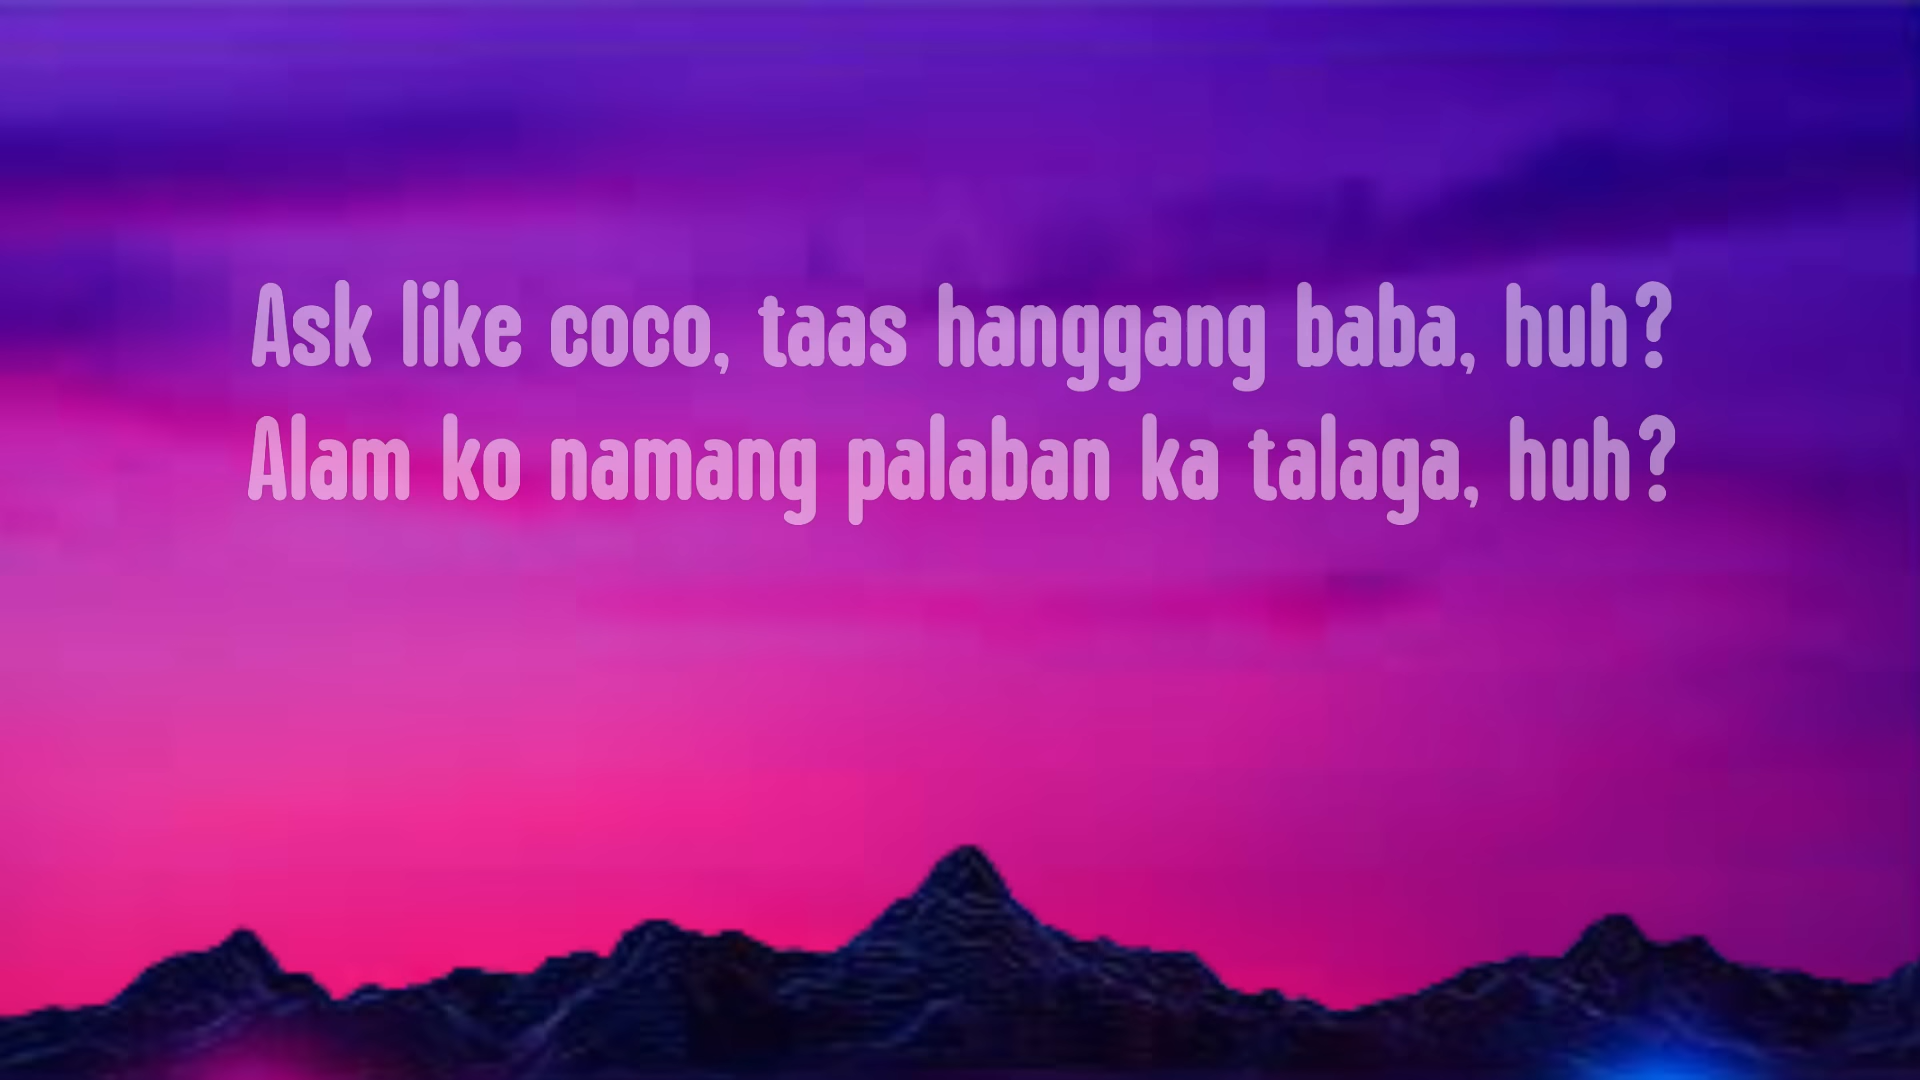 Ask like coco, taas hanggang baba, huh?
Alam ko namang palaban ka talaga, huh?